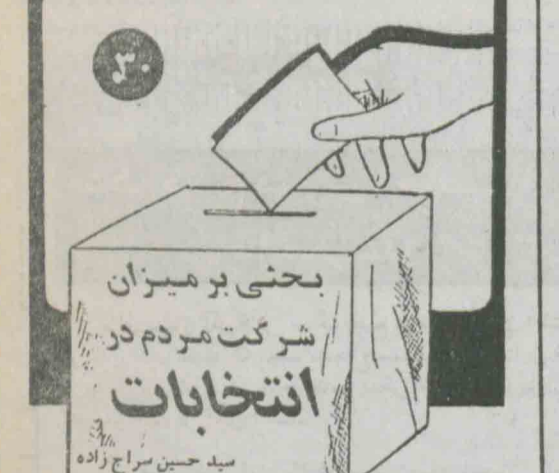 ۳۰
بحثی بر میزان
شرکت مردم در
انتخابات
سید حسین سراج زاده